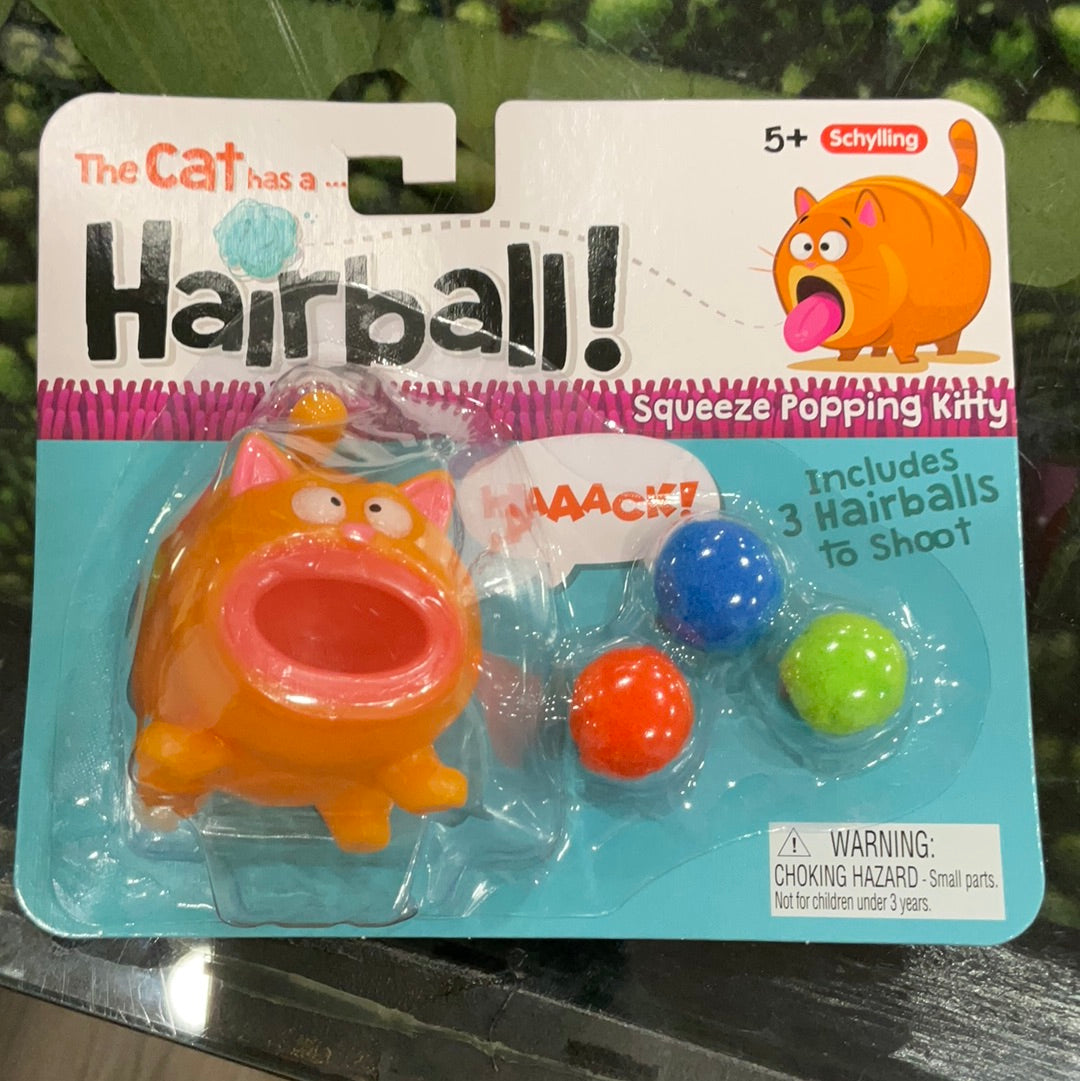 The Cat has a ...
5+ Schylling
Hairball!
Squeeze Popping Kitty
HAAAACK!
Includes
3 Hairballs
to Shoot
WARNING:
CHOKING HAZARD - Small parts.
Not for children under 3 years.